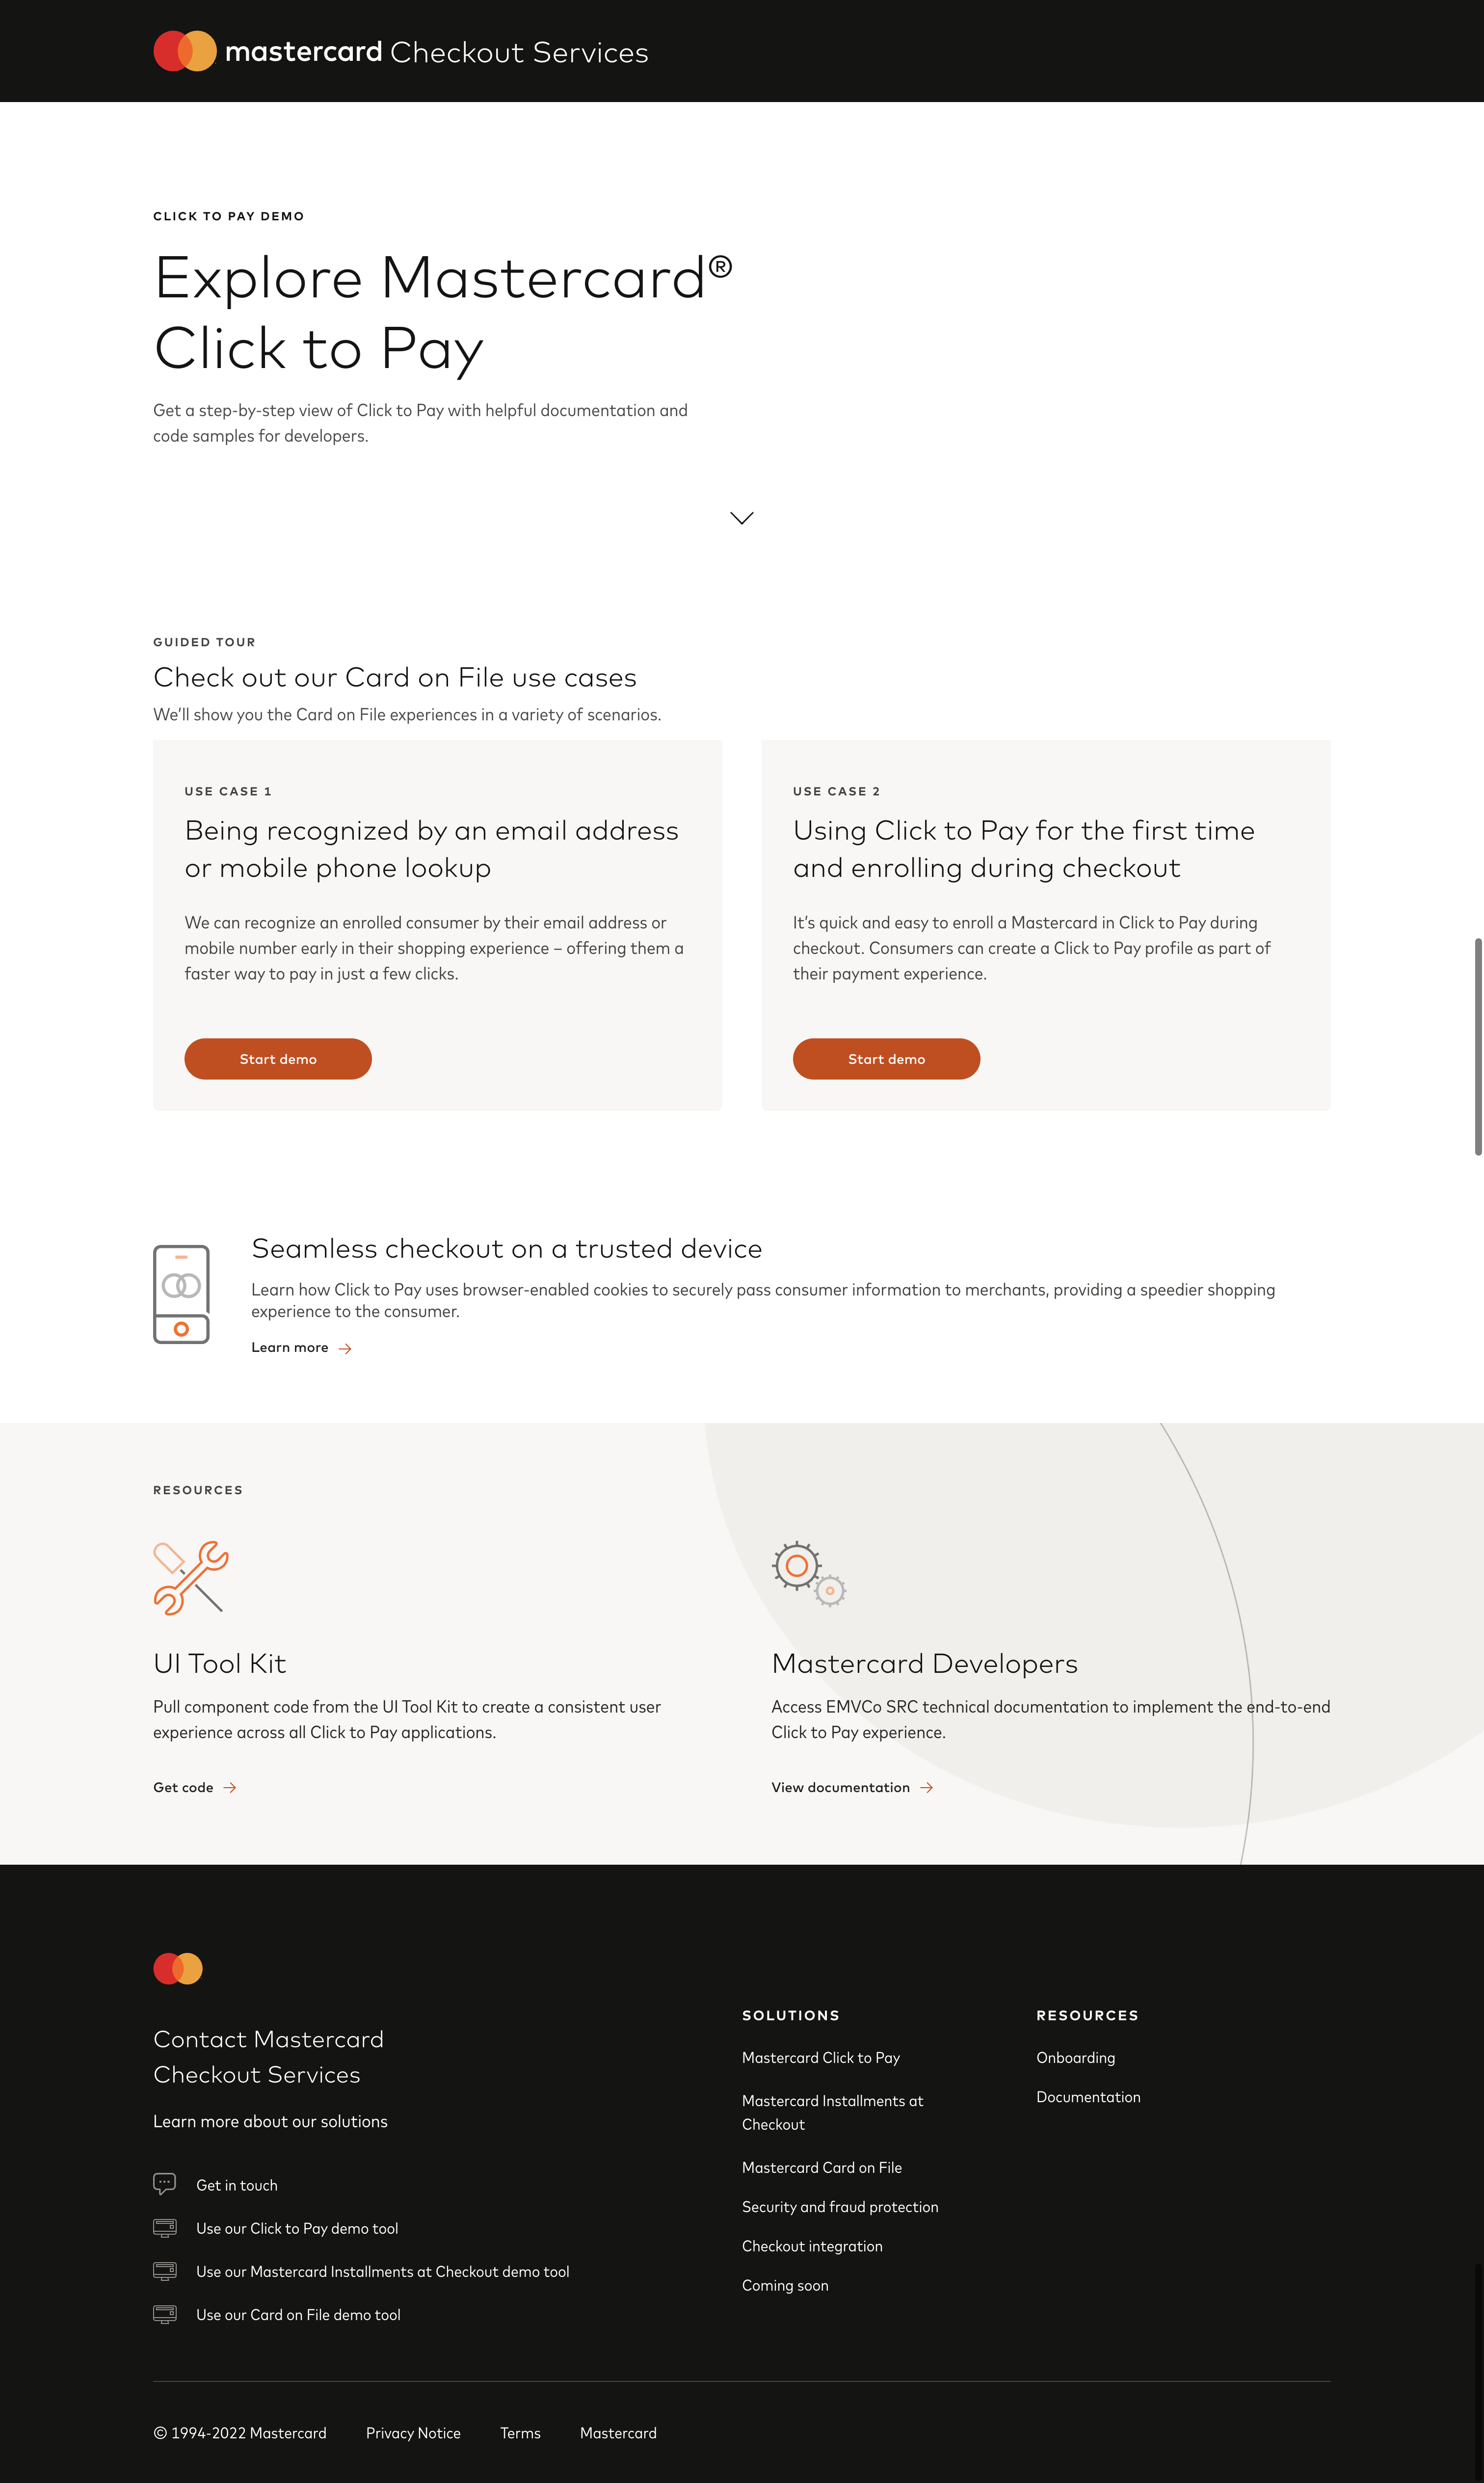 mastercard Checkout Services
CLICK TO PAY DEMO
Explore Mastercard®
Click to Pay
Get a step-by-step view of Click to Pay with helpful documentation and
code samples for developers.
GUIDED TOUR
Check out our Card on File use cases
We’ll show you the Card on File experiences in a variety of scenarios.
USE CASE 1
Being recognized by an email address
or mobile phone lookup
We can recognize an enrolled consumer by their email address or
mobile number early in their shopping experience – offering them a
faster way to pay in just a few clicks.
Start demo
USE CASE 2
Using Click to Pay for the first time
and enrolling during checkout
It’s quick and easy to enroll a Mastercard in Click to Pay during
checkout. Consumers can create a Click to Pay profile as part of
their payment experience.
Start demo
Seamless checkout on a trusted device
Learn how Click to Pay uses browser-enabled cookies to securely pass consumer information to merchants, providing a speedier shopping
experience to the consumer.
Learn more
RESOURCES
UI Tool Kit
Pull component code from the UI Tool Kit to create a consistent user
experience across all Click to Pay applications.
Get code
Mastercard Developers
Access EMVCo SRC technical documentation to implement the end-to-end
Click to Pay experience.
View documentation
Contact Mastercard
Checkout Services
Learn more about our solutions
Get in touch
Use our Click to Pay demo tool
Use our Mastercard Installments at Checkout demo tool
Use our Card on File demo tool
SOLUTIONS
Mastercard Click to Pay
Mastercard Installments at
Checkout
Mastercard Card on File
Security and fraud protection
Checkout integration
Coming soon
RESOURCES
Onboarding
Documentation
© 1994-2022 Mastercard Privacy Notice Terms Mastercard